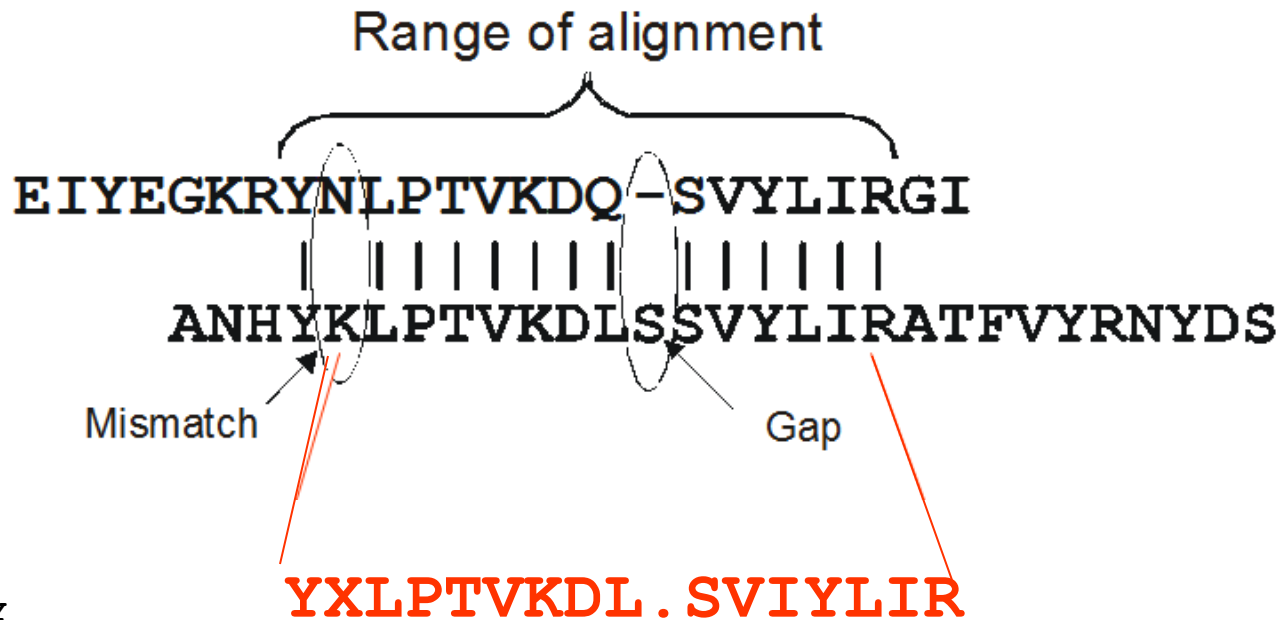 Range of alignment
EIYEGKRYNLPTVKDQ-SVYLIRGI
ANHYKLPTVKDLSSVYLIRATFVYRNYDS
Mismatch
Gap
YXLPTVKDL.SVIYLIR